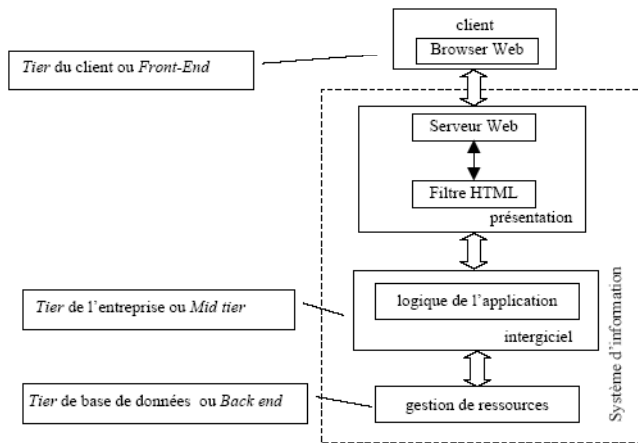 client
Browser Web
Tier du client ou Front-End
Serveur Web
Filtre HTML
présentation
Tier de l’entreprise ou Mid tier
logique de l’application
intergiciel
Tier de base de données ou Back end
gestion de ressources
Système d’information